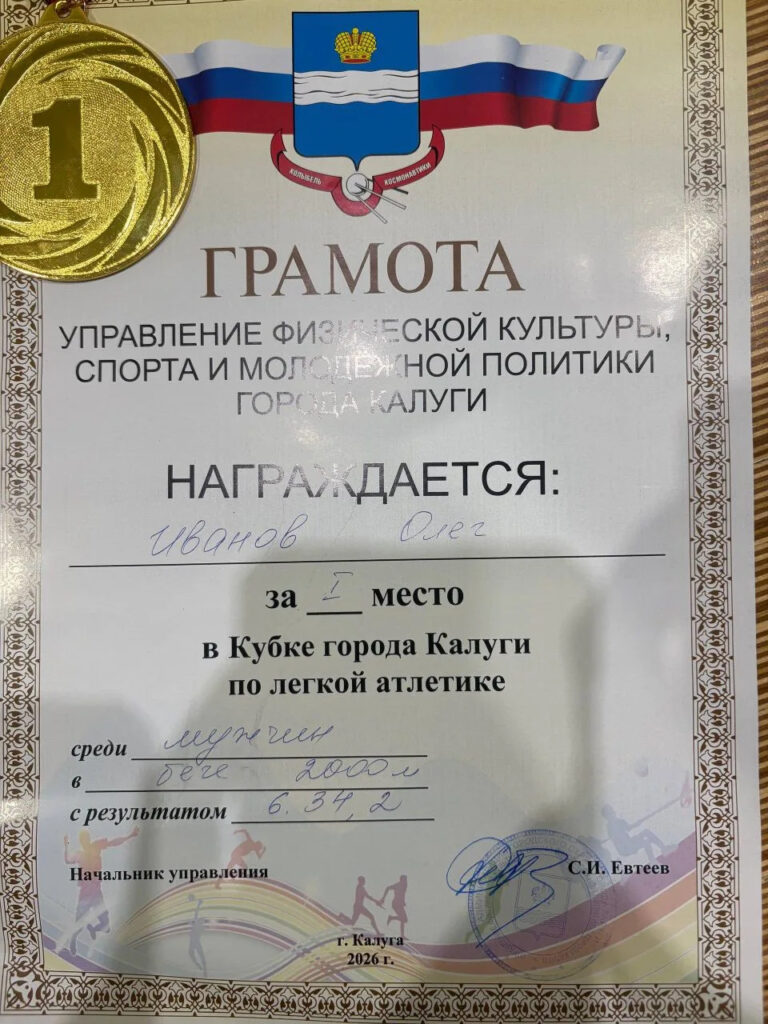 1
КОЛЫБЕЛЬ КОСМОНАВТИКИ
ГРАМОТА
УПРАВЛЕНИЕ ФИЗИЧЕСКОЙ КУЛЬТУРЫ,
СПОРТА И МОЛОДЕЖНОЙ ПОЛИТИКИ
ГОРОДА КАЛУГИ
НАГРАЖДАЕТСЯ:
Иванов Олег
за I место
в Кубке города Калуги
по легкой атлетике
среди мужчин
в беге 2000 м
с результатом 6.34,2
Начальник управления С.И. Евтеев
г. Калуга
2026 г.